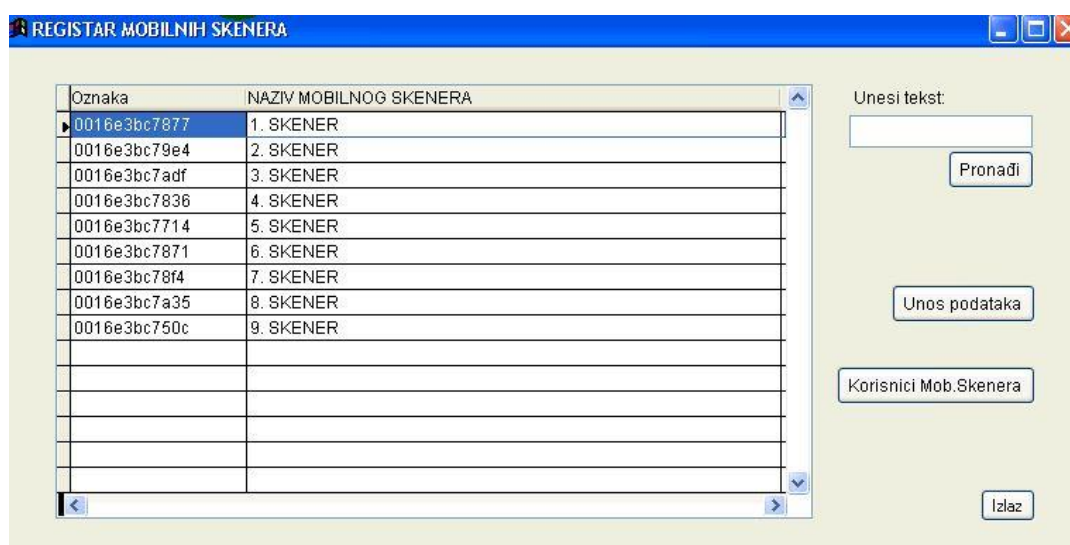 REGISTAR MOBILNIH SKENERA
Oznaka NAZIV MOBILNOG SKENERA
0016e3bc7877 1. SKENER
0016e3bc79e4 2. SKENER
0016e3bc7adf 3. SKENER
0016e3bc7836 4. SKENER
0016e3bc7714 5. SKENER
0016e3bc7871 6. SKENER
0016e3bc78f4 7. SKENER
0016e3bc7a35 8. SKENER
0016e3bc750c 9. SKENER
Unesi tekst:
Pronađi
Unos podataka
Korisnici Mob.Skenera
Izlaz